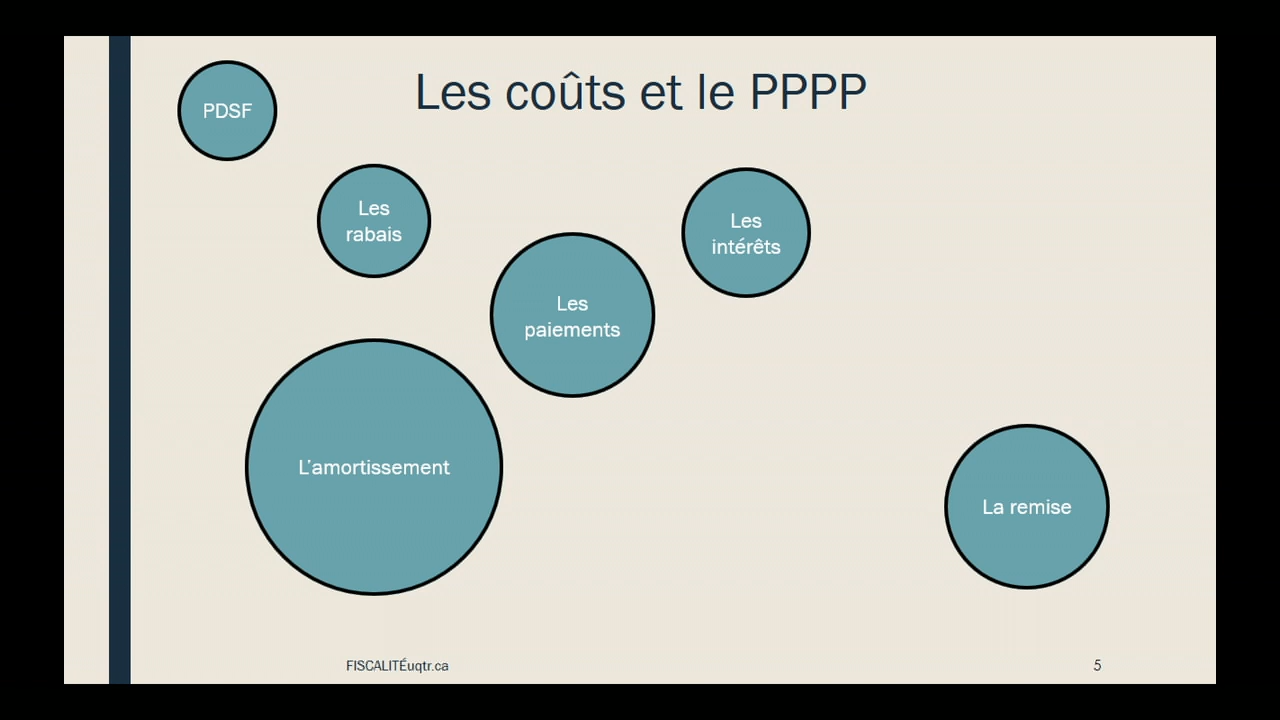 Les coûts et le PPPP
PDSF
Les
rabais
Les
intérêts
Les
paiements
L'amortissement
La remise
FISCALITÉuqtr.ca
5